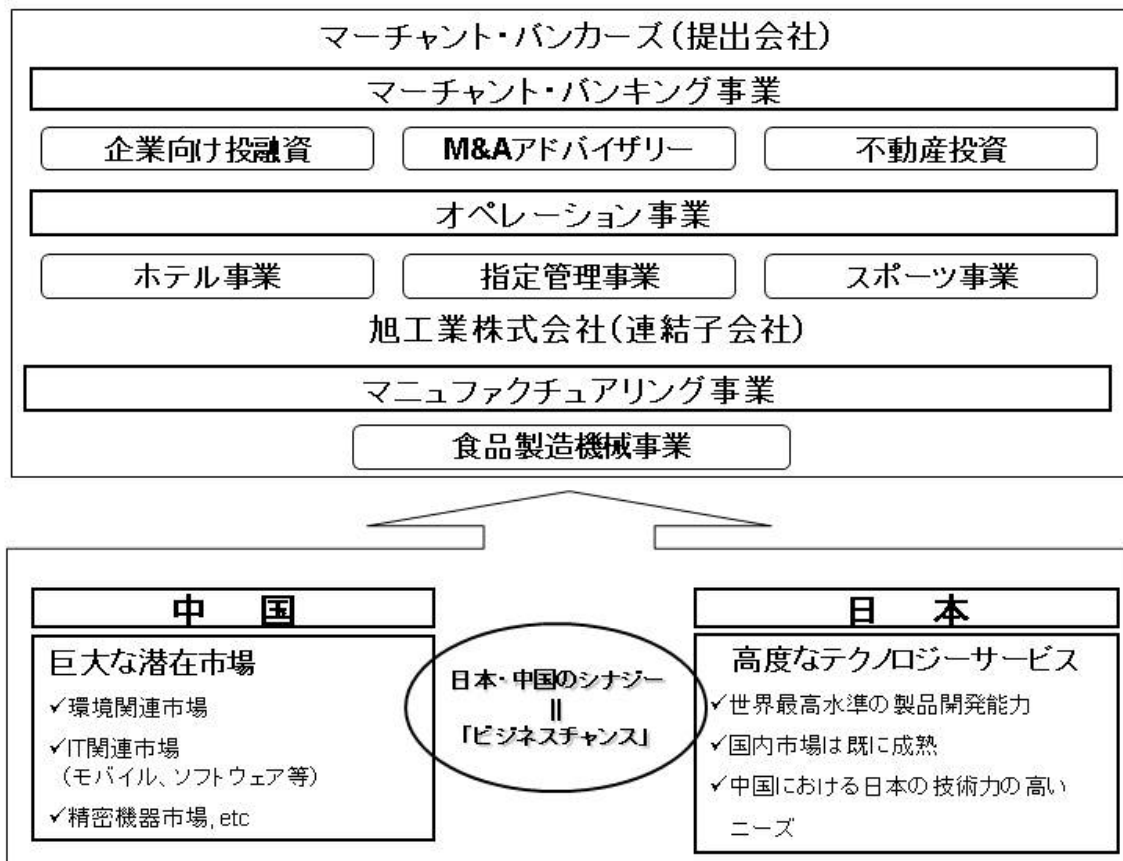 マーチャント・バンカーズ(提出会社)
マーチャント・バンキング事業
企業向け投融資
M&Aアドバイザリー
不動産投資
オペレーション事業
ホテル事業
指定管理事業
スポーツ事業
旭工業株式会社(連結子会社)
マニュファクチュアリング事業
食品製造機械事業
中 国
巨大な潜在市場
✓環境関連市場
✓IT関連市場
(モバイル、ソフトウェア等)
✓精密機器市場, etc
日本・中国のシナジー
||
「ビジネスチャンス」
日 本
高度なテクノロジーサービス
✓世界最高水準の製品開発能力
✓国内市場は既に成熟
✓中国における日本の技術力の高い
ニーズ